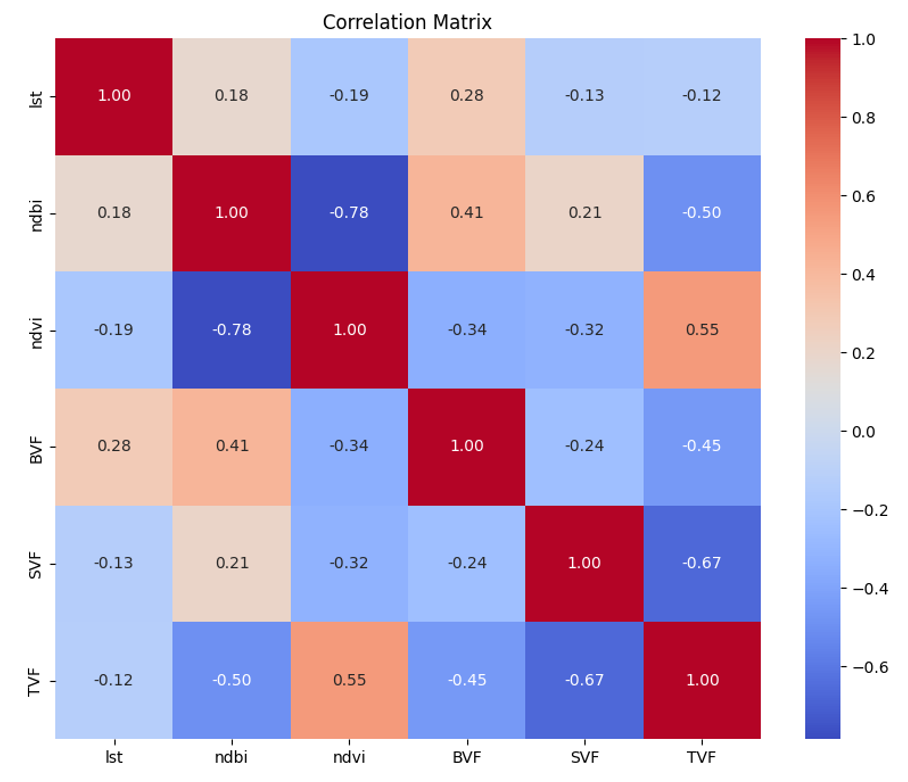 Correlation Matrix
lst 1.00 0.18 -0.19 0.28 -0.13 -0.12
ndbi 0.18 1.00 -0.78 0.41 0.21 -0.50
ndvi -0.19 -0.78 1.00 -0.34 -0.32 0.55
BVF 0.28 0.41 -0.34 1.00 -0.24 -0.45
SVF -0.13 0.21 -0.32 -0.24 1.00 -0.67
TVF -0.12 -0.50 0.55 -0.45 -0.67 1.00
lst ndbi ndvi BVF SVF TVF
1.0
0.8
0.6
0.4
0.2
0.0
−0.2
−0.4
−0.6